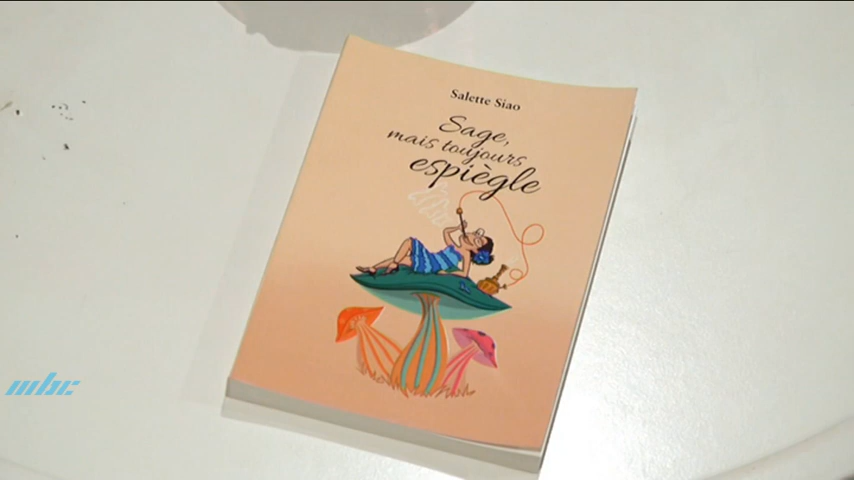 Salette Siao
Sage,
mais toujours
espiègle
mbc